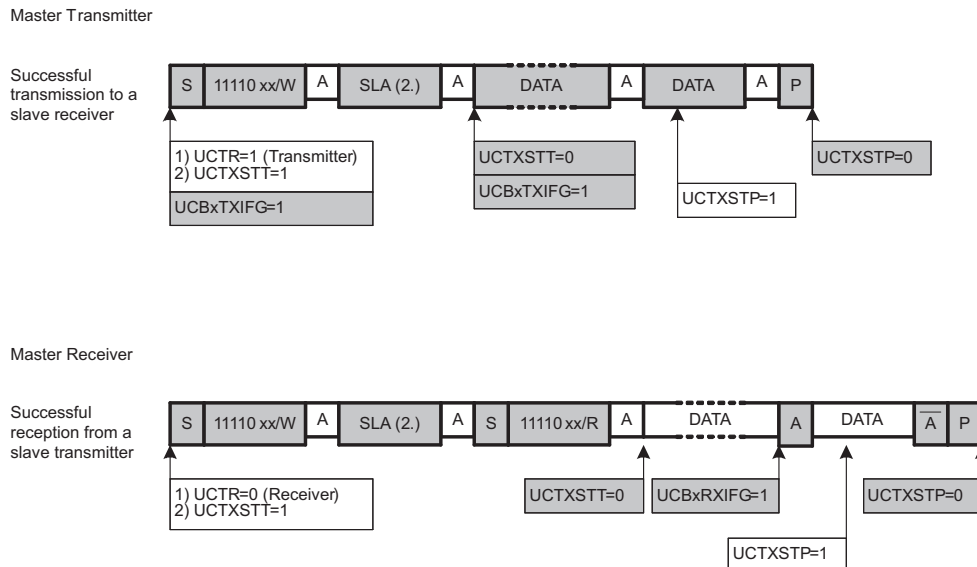 Master Transmitter
Successful
transmission to a
slave receiver
S 11110 xx/W A SLA (2.) A DATA A DATA A P
1) UCTR=1 (Transmitter)
2) UCTXSTT=1
UCBxTXIFG=1
UCTXSTT=0
UCBxTXIFG=1
UCTXSTP=1
UCTXSTP=0
Master Receiver
Successful
reception from a
slave transmitter
S 11110 xx/W A SLA (2.) A S 11110 xx/R A DATA A DATA A̅ P
1) UCTR=0 (Receiver)
2) UCTXSTT=1
UCTXSTT=0
UCBxRXIFG=1
UCTXSTP=1
UCTXSTP=0